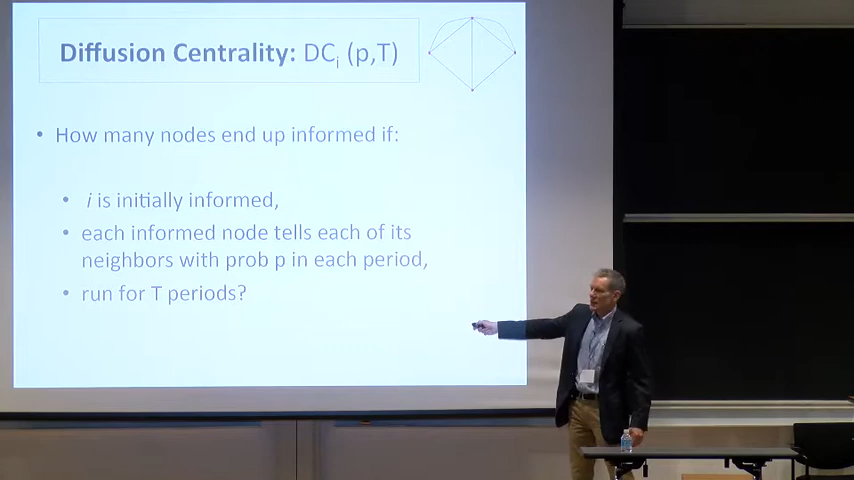 Diffusion Centrality: DCi (p,T)
• How many nodes end up informed if:
• i is initially informed,
• each informed node tells each of its
neighbors with prob p in each period,
• run for T periods?